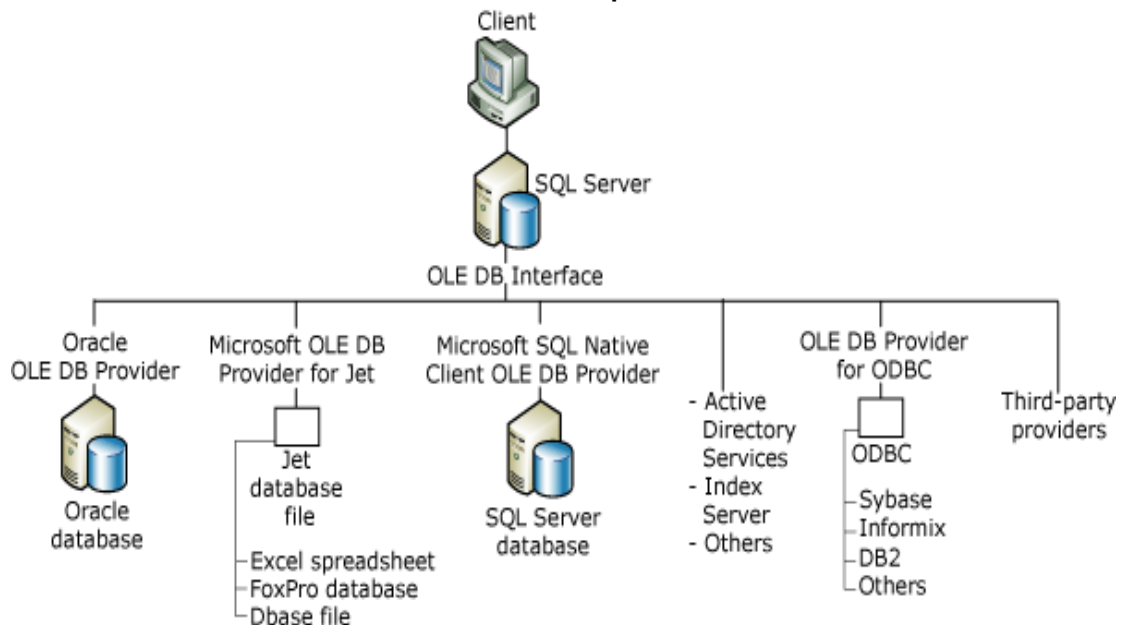 Client
SQL Server
OLE DB Interface
Oracle
OLE DB Provider
Oracle
database
Microsoft OLE DB
Provider for Jet
Jet
database
file
Excel spreadsheet
FoxPro database
Dbase file
Microsoft SQL Native
Client OLE DB Provider
SQL Server
database
- Active
Directory
Services
- Index
Server
- Others
OLE DB Provider
for ODBC
ODBC
Sybase
Informix
DB2
Others
Third-party
providers